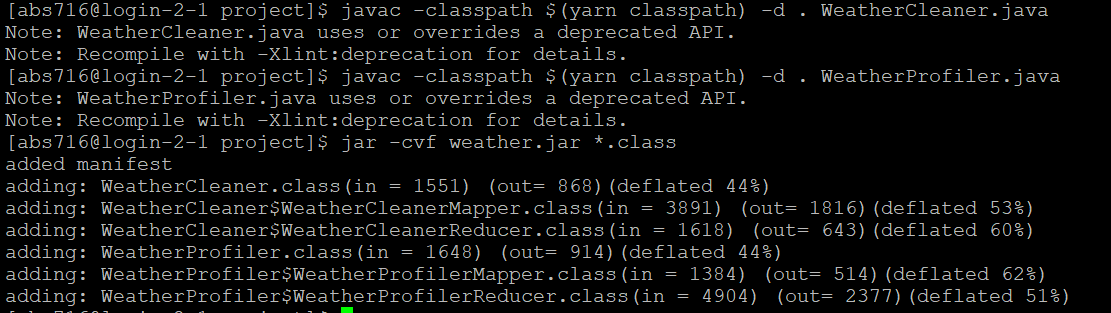 [abs716@login-2-1 project]$ javac -classpath $(yarn classpath) -d . WeatherCleaner.java
Note: WeatherCleaner.java uses or overrides a deprecated API.
Note: Recompile with -Xlint:deprecation for details.
[abs716@login-2-1 project]$ javac -classpath $(yarn classpath) -d . WeatherProfiler.java
Note: WeatherProfiler.java uses or overrides a deprecated API.
Note: Recompile with -Xlint:deprecation for details.
[abs716@login-2-1 project]$ jar -cvf weather.jar *.class
added manifest
adding: WeatherCleaner.class(in = 1551) (out= 868)(deflated 44%)
adding: WeatherCleaner$WeatherCleanerMapper.class(in = 3891) (out= 1816)(deflated 53%)
adding: WeatherCleaner$WeatherCleanerReducer.class(in = 1618) (out= 643)(deflated 60%)
adding: WeatherProfiler.class(in = 1648) (out= 914)(deflated 44%)
adding: WeatherProfiler$WeatherProfilerMapper.class(in = 1384) (out= 514)(deflated 62%)
adding: WeatherProfiler$WeatherProfilerReducer.class(in = 4904) (out= 2377)(deflated 51%)